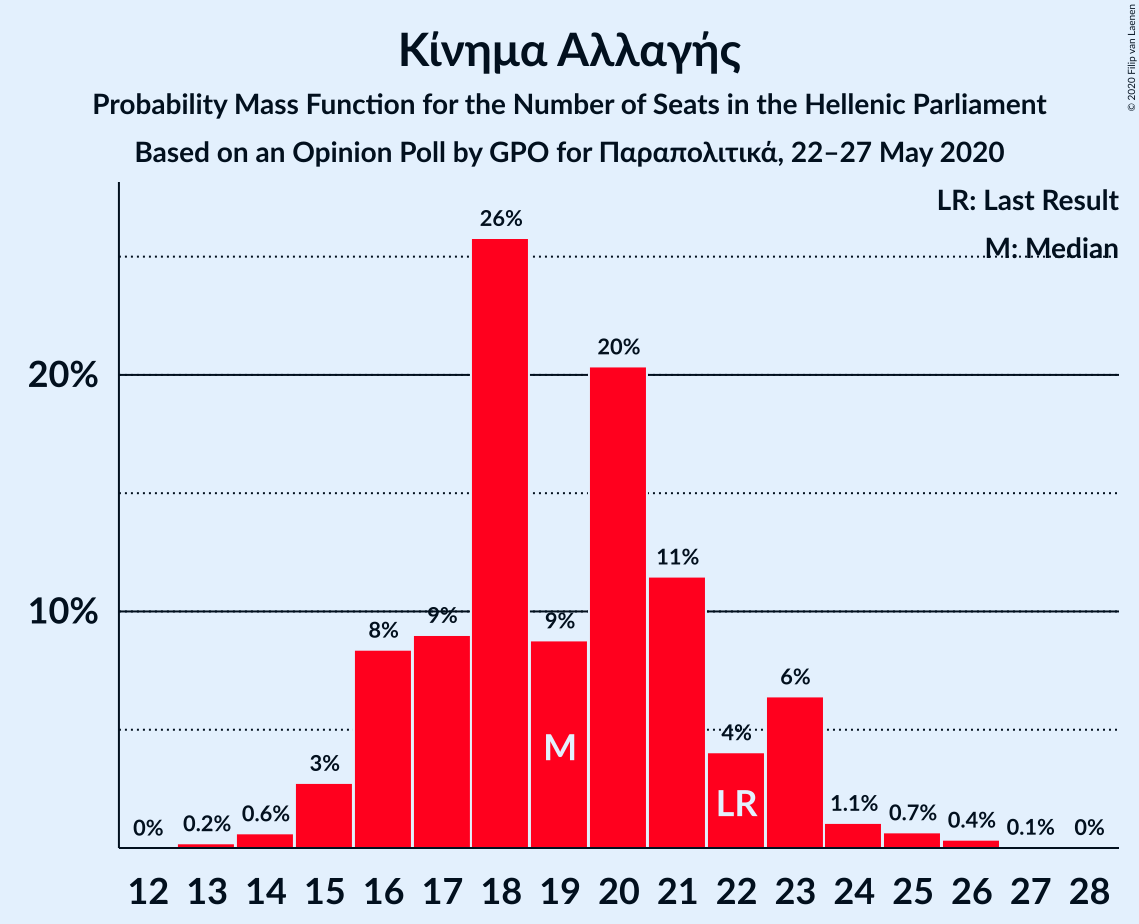 Κίνημα Αλλαγής
Probability Mass Function for the Number of Seats in the Hellenic Parliament
Based on an Opinion Poll by GPO for Παραπολιτικά, 22–27 May 2020
© 2020 Filip van Laenen
LR: Last Result
M: Median
20%
10%
0%
0.2%
0.6%
3%
8%
9%
26%
9%
20%
11%
4%
6%
1.1%
0.7%
0.4%
0.1%
0%
M
LR
12 13 14 15 16 17 18 19 20 21 22 23 24 25 26 27 28